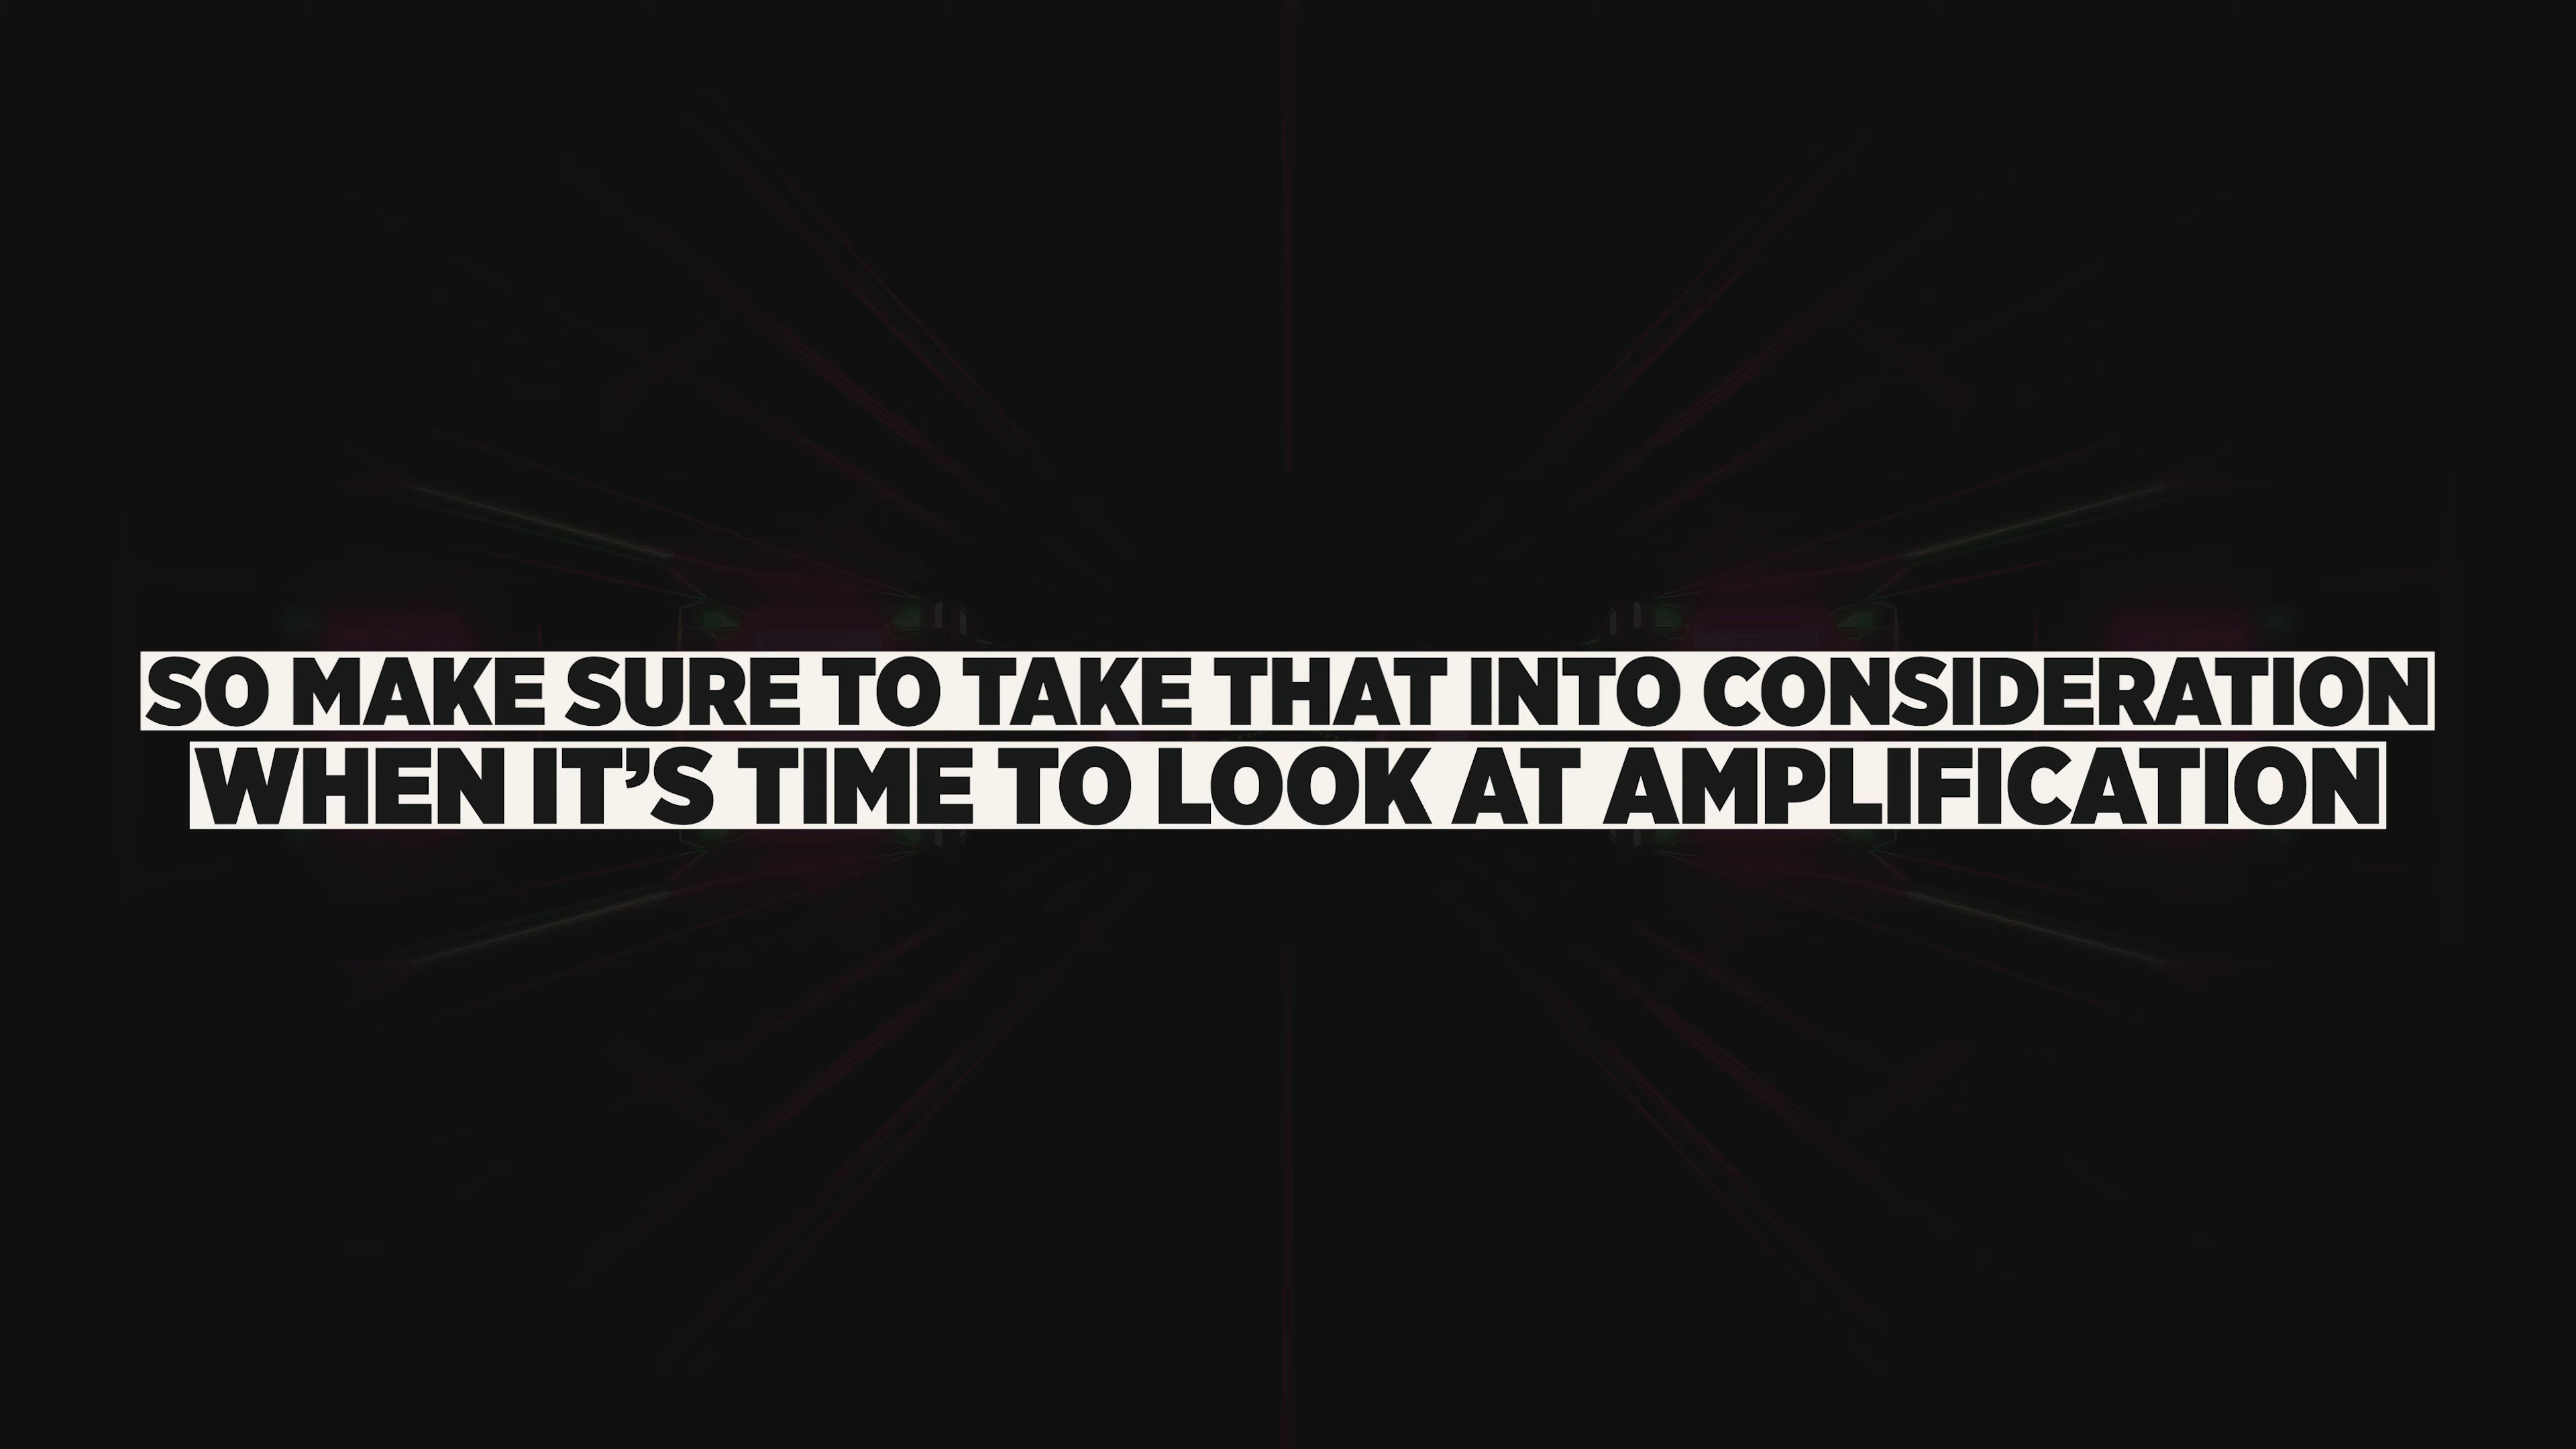 SO MAKE SURE TO TAKE THAT INTO CONSIDERATION
WHEN IT’S TIME TO LOOK AT AMPLIFICATION